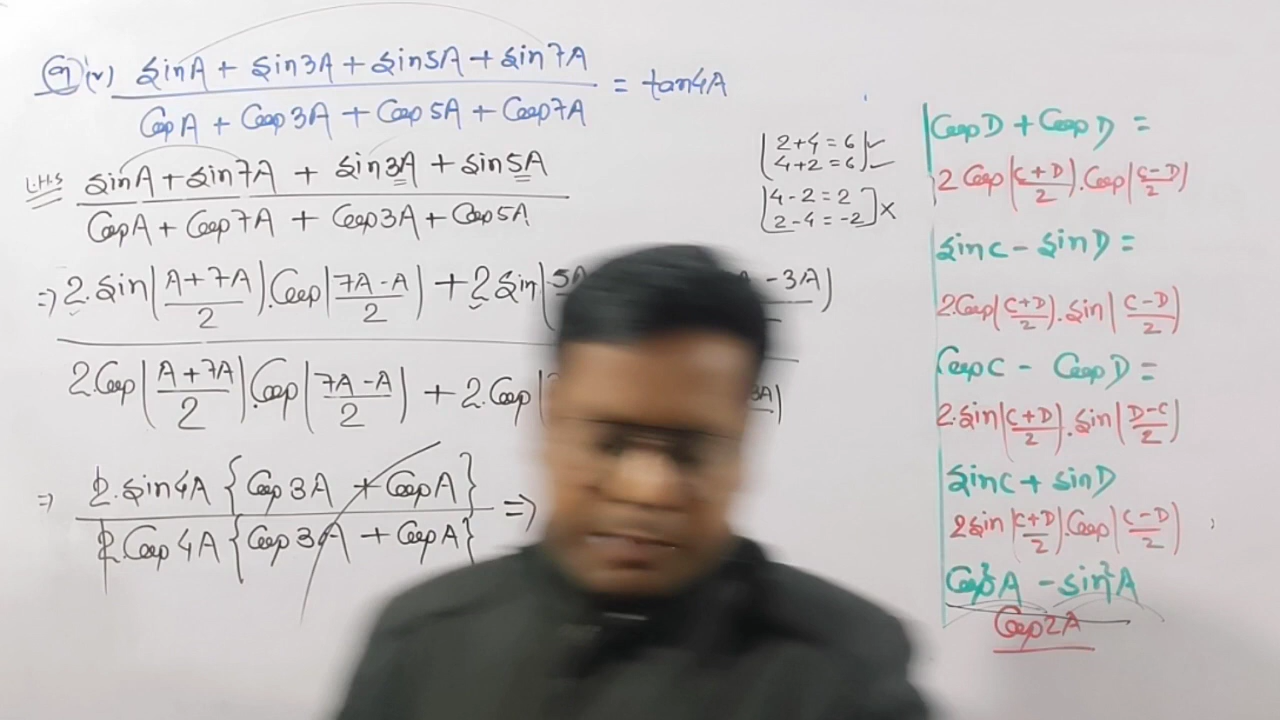 Q (v) sinA + sin3A + sin5A + sin7A = tan4A
CosA + Cos3A + Cos5A + Cos7A
L.H.S sinA + sin7A + sin3A + sin5A
CosA + Cos7A + Cos3A + Cos5A
⇒ 2.sin(A+7A/2).Cos(7A-A/2) + 2sin(5A - 3A)
2.Cos(A+7A/2).Cos(7A-A/2) + 2.Cos(
⇒ 2.sin4A {Cos3A + CosA}
2.Cos4A {Cos3A + CosA} ⇒
2+4=6 ✓
4+2=6 ✓
4-2=2
2-4=-2 ×
CosD + CosD =
2Cos(C+D/2).Cos(C-D/2)
sinC - sinD =
2.Cos(C+D/2).sin(C-D/2)
CosC - CosD =
2.sin(C+D/2).sin(D-C/2)
sinC + sinD
2sin(C+D/2).Cos(C-D/2)
Cos²A - sin²A
Cos2A